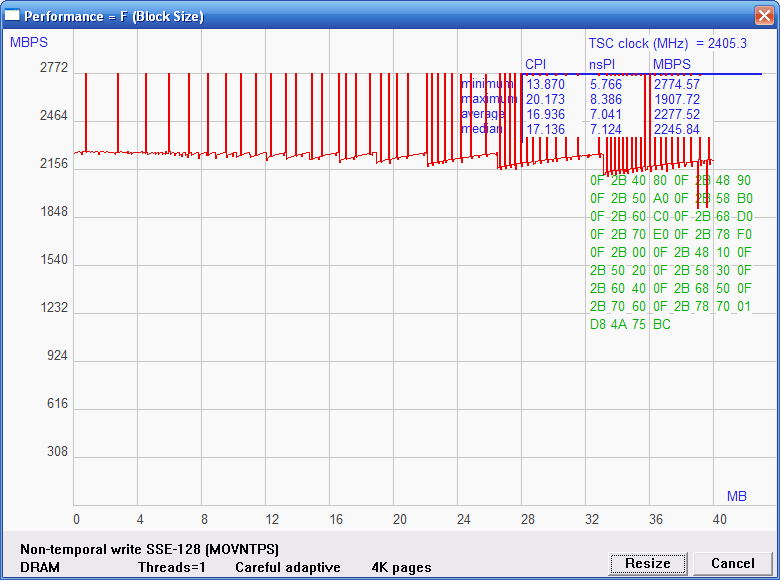 Performance = F (Block Size)
MBPS
TSC clock (MHz) = 2405.3
CPI nsPI MBPS
minimum 13.870 5.766 2774.57
maximum 20.173 8.386 1907.72
average 16.936 7.041 2277.52
median 17.136 7.124 2245.84
2772
2464
2156
1848
1540
1232
924
616
308
0F 2B 40 80 0F 2B 48 90
0F 2B 50 A0 0F 2B 58 B0
0F 2B 60 C0 0F 2B 68 D0
0F 2B 70 E0 0F 2B 78 F0
0F 2B 00 0F 2B 48 10 0F
2B 50 20 0F 2B 58 30 0F
2B 60 40 0F 2B 68 50 0F
2B 70 60 0F 2B 78 70 01
D8 4A 75 BC
MB
0 4 8 12 16 20 24 28 32 36 40
Non-temporal write SSE-128 (MOVNTPS)
DRAM Threads=1 Careful adaptive 4K pages
Resize Cancel